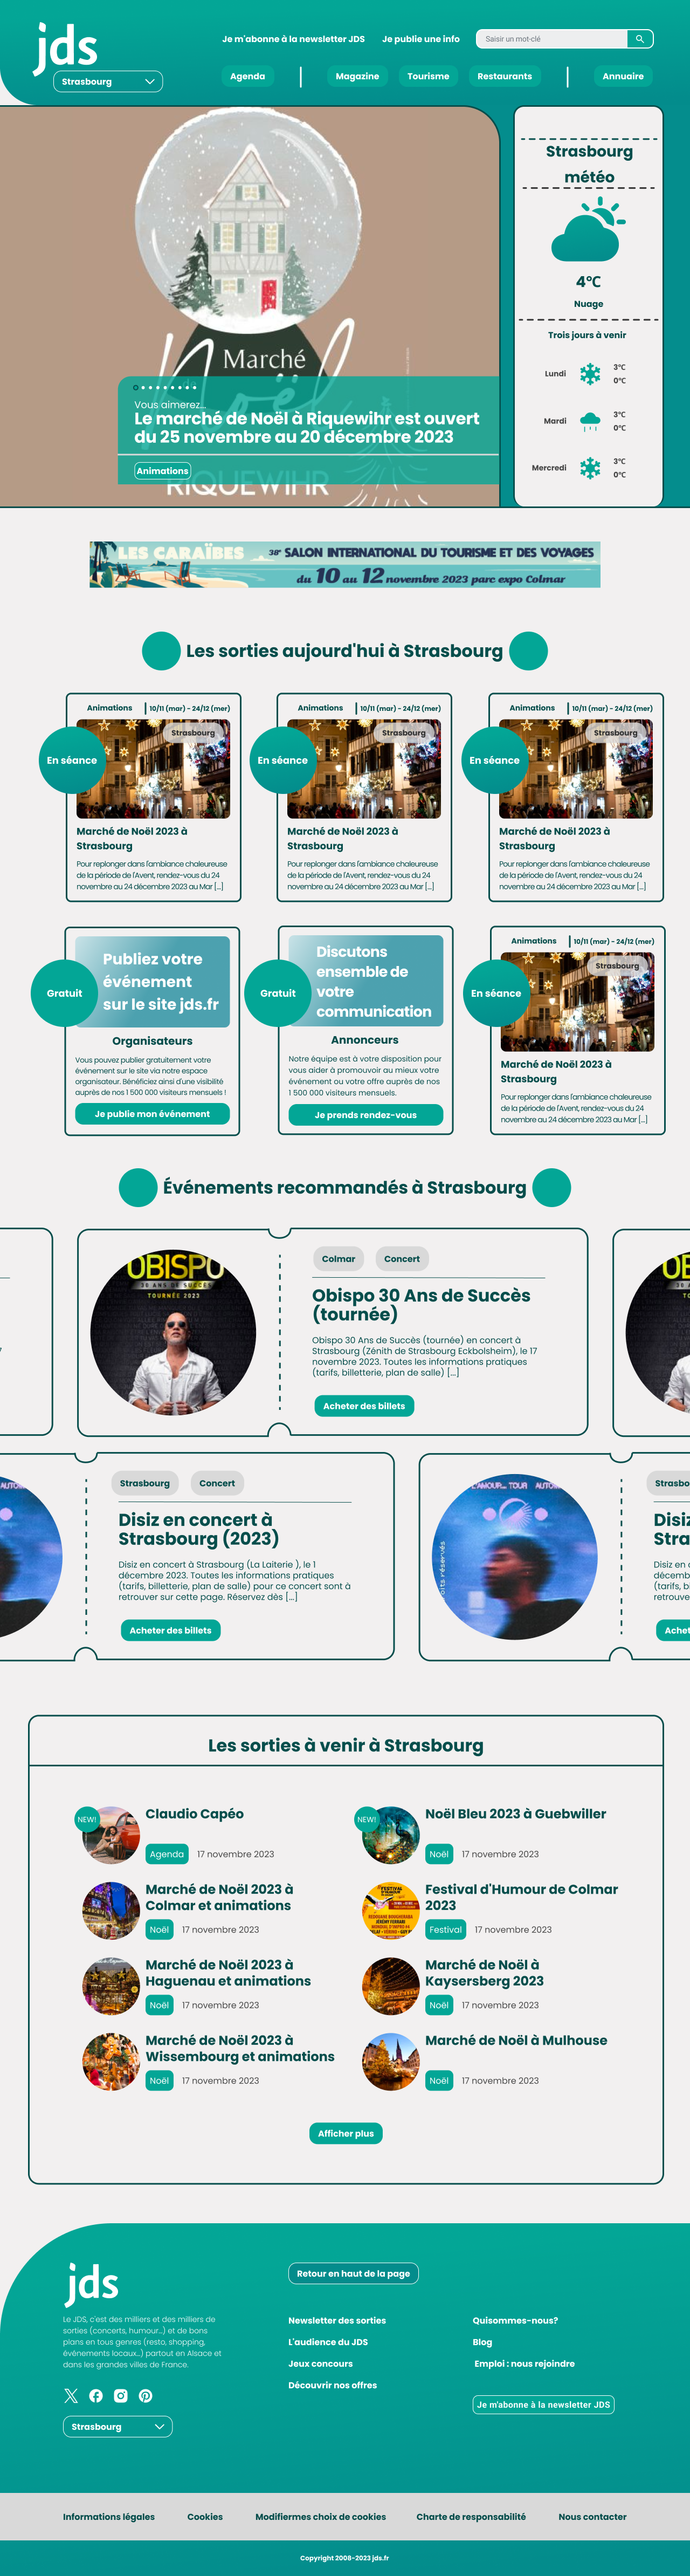 jds
Je m'abonne à la newsletter JDS
Je publie une info
Saisir un mot-clé
Strasbourg
Agenda
Magazine
Tourisme
Restaurants
Annuaire
Marché
Noël
RIQUEWIHR
Vous aimerez...
Le marché de Noël à Riquewihr est ouvert
du 25 novembre au 20 décembre 2023
Animations
Strasbourg
météo
4°C
Nuage
Trois jours à venir
Lundi
3°C
0°C
Mardi
3°C
0°C
Mercredi
3°C
0°C
LES CARAÏBES
38e SALON INTERNATIONAL DU TOURISME ET DES VOYAGES
du 10 au 12 novembre 2023 parc expo Colmar
Les sorties aujourd'hui à Strasbourg
Animations
10/11 (mar) - 24/12 (mer)
Strasbourg
En séance
Marché de Noël 2023 à
Strasbourg
Pour replonger dans l'ambiance chaleureuse
de la période de l'Avent, rendez-vous du 24
novembre au 24 décembre 2023 au Mar [...]
Animations
10/11 (mar) - 24/12 (mer)
Strasbourg
En séance
Marché de Noël 2023 à
Strasbourg
Pour replonger dans l'ambiance chaleureuse
de la période de l'Avent, rendez-vous du 24
novembre au 24 décembre 2023 au Mar [...]
Animations
10/11 (mar) - 24/12 (mer)
Strasbourg
En séance
Marché de Noël 2023 à
Strasbourg
Pour replonger dans l'ambiance chaleureuse
de la période de l'Avent, rendez-vous du 24
novembre au 24 décembre 2023 au Mar [...]
Gratuit
Publiez votre
événement
sur le site jds.fr
Organisateurs
Vous pouvez publier gratuitement votre
évènement sur le site via notre espace
organisateur. Bénéficiez ainsi d'une visibilité
auprès de nos 1 500 000 visiteurs mensuels !
Je publie mon événement
Gratuit
Discutons
ensemble de
votre
communication
Annonceurs
Notre équipe est à votre disposition pour
vous aider à promouvoir au mieux votre
événement ou votre offre auprès de nos
1 500 000 visiteurs mensuels.
Je prends rendez-vous
Animations
10/11 (mar) - 24/12 (mer)
Strasbourg
En séance
Marché de Noël 2023 à
Strasbourg
Pour replonger dans l'ambiance chaleureuse
de la période de l'Avent, rendez-vous du 24
novembre au 24 décembre 2023 au Mar [...]
Événements recommandés à Strasbourg
OBISPO
30 ANS DE SUCCÈS
TOURNÉE 2023
Colmar
Concert
Obispo 30 Ans de Succès
(tournée)
Obispo 30 Ans de Succès (tournée) en concert à
Strasbourg (Zénith de Strasbourg Eckbolsheim), le 17
novembre 2023. Toutes les informations pratiques
(tarifs, billetterie, plan de salle) [...]
Acheter des billets
Strasbourg
Concert
Disiz en concert à
Strasbourg (2023)
Disiz en concert à Strasbourg (La Laiterie ), le 1
décembre 2023. Toutes les informations pratiques
(tarifs, billetterie, plan de salle) pour ce concert sont à
retrouver sur cette page. Réservez dès [...]
Acheter des billets
L'AMOUR... TOUR
Les sorties à venir à Strasbourg
NEW!
Claudio Capéo
Agenda
17 novembre 2023
NEW!
Noël Bleu 2023 à Guebwiller
Noël
17 novembre 2023
Marché de Noël 2023 à
Colmar et animations
Noël
17 novembre 2023
Festival d'Humour de Colmar
2023
Festival
17 novembre 2023
Marché de Noël 2023 à
Haguenau et animations
Noël
17 novembre 2023
Marché de Noël à
Kaysersberg 2023
Noël
17 novembre 2023
Marché de Noël 2023 à
Wissembourg et animations
Noël
17 novembre 2023
Marché de Noël à Mulhouse
Noël
17 novembre 2023
Afficher plus
jds
Le JDS, c'est des milliers et des milliers de
sorties (concerts, humour...) et de bons
plans en tous genres (resto, shopping,
événements locaux...) partout en Alsace et
dans les grandes villes de France.
Strasbourg
Retour en haut de la page
Newsletter des sorties
L'audience du JDS
Jeux concours
Découvrir nos offres
Quisommes-nous?
Blog
Emploi : nous rejoindre
Je m'abonne à la newsletter JDS
Informations légales
Cookies
Modifiermes choix de cookies
Charte de responsabilité
Nous contacter
Copyright 2008-2023 jds.fr